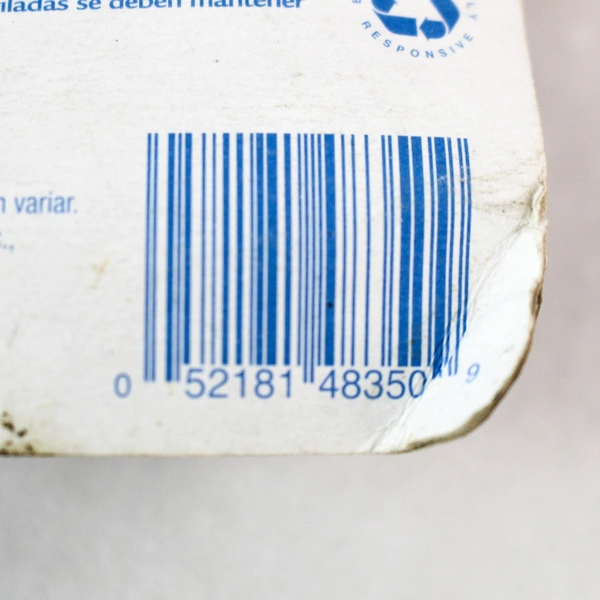 se deben mantener
RESPONSIVE
variar.
0 52181 48350 9